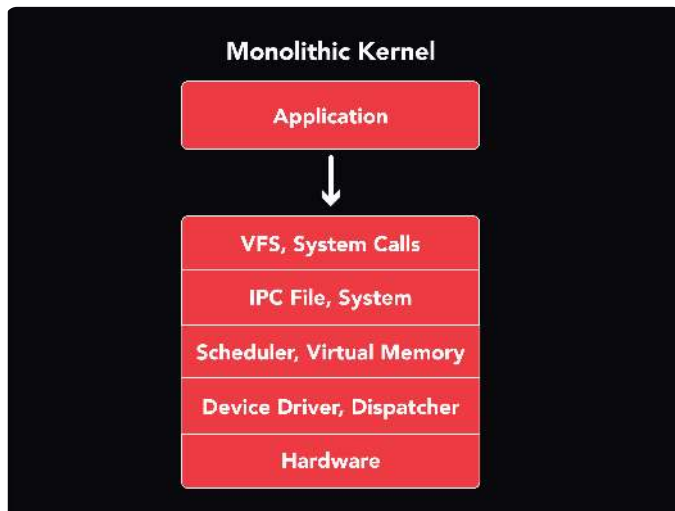 Monolithic Kernel
Application
VFS, System Calls
IPC File, System
Scheduler, Virtual Memory
Device Driver, Dispatcher
Hardware